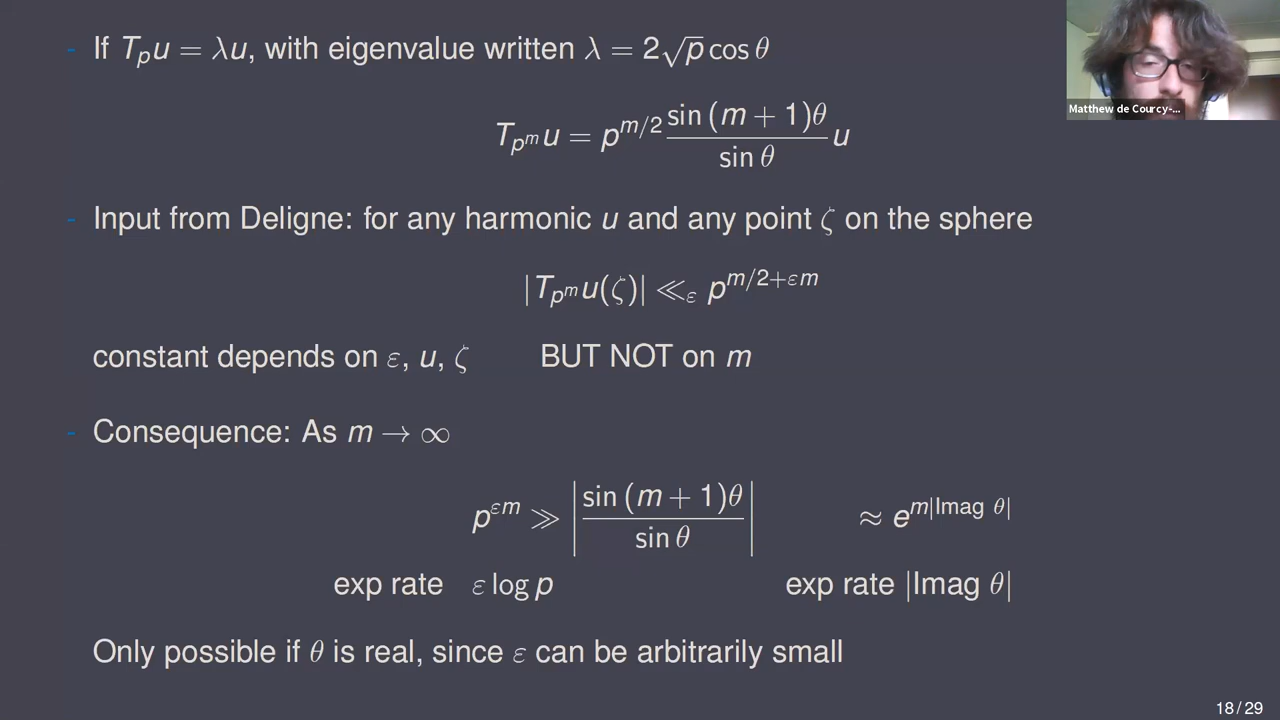 - If Tₚu = λu, with eigenvalue written λ = 2√p cos θ
T_{p^m} u = p^{m/2} \frac{sin (m + 1)θ}{sin θ} u
- Input from Deligne: for any harmonic u and any point ζ on the sphere
|T_{p^m} u(ζ)| ≪_ε p^{m/2+εm}
constant depends on ε, u, ζ BUT NOT on m
- Consequence: As m → ∞
p^{εm} ≫ |\frac{sin (m + 1)θ}{sin θ}| ≈ e^{m|Imag θ|}
exp rate ε log p exp rate |Imag θ|
Only possible if θ is real, since ε can be arbitrarily small
18 / 29
Matthew de Courcy-...